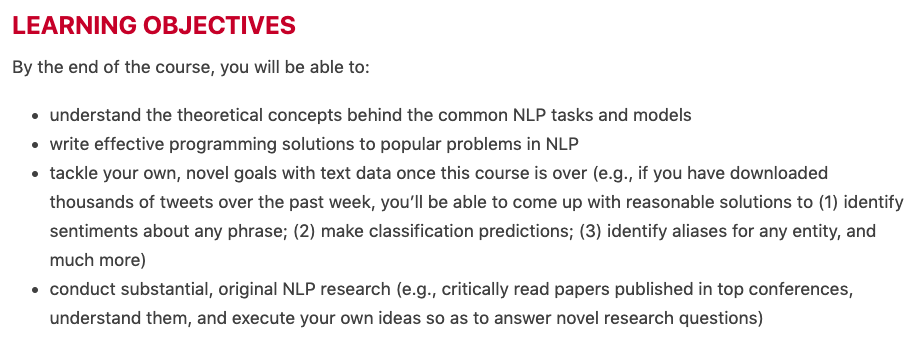 LEARNING OBJECTIVES
By the end of the course, you will be able to:
• understand the theoretical concepts behind the common NLP tasks and models
• write effective programming solutions to popular problems in NLP
• tackle your own, novel goals with text data once this course is over (e.g., if you have downloaded
thousands of tweets over the past week, you’ll be able to come up with reasonable solutions to (1) identify
sentiments about any phrase; (2) make classification predictions; (3) identify aliases for any entity, and
much more)
• conduct substantial, original NLP research (e.g., critically read papers published in top conferences,
understand them, and execute your own ideas so as to answer novel research questions)